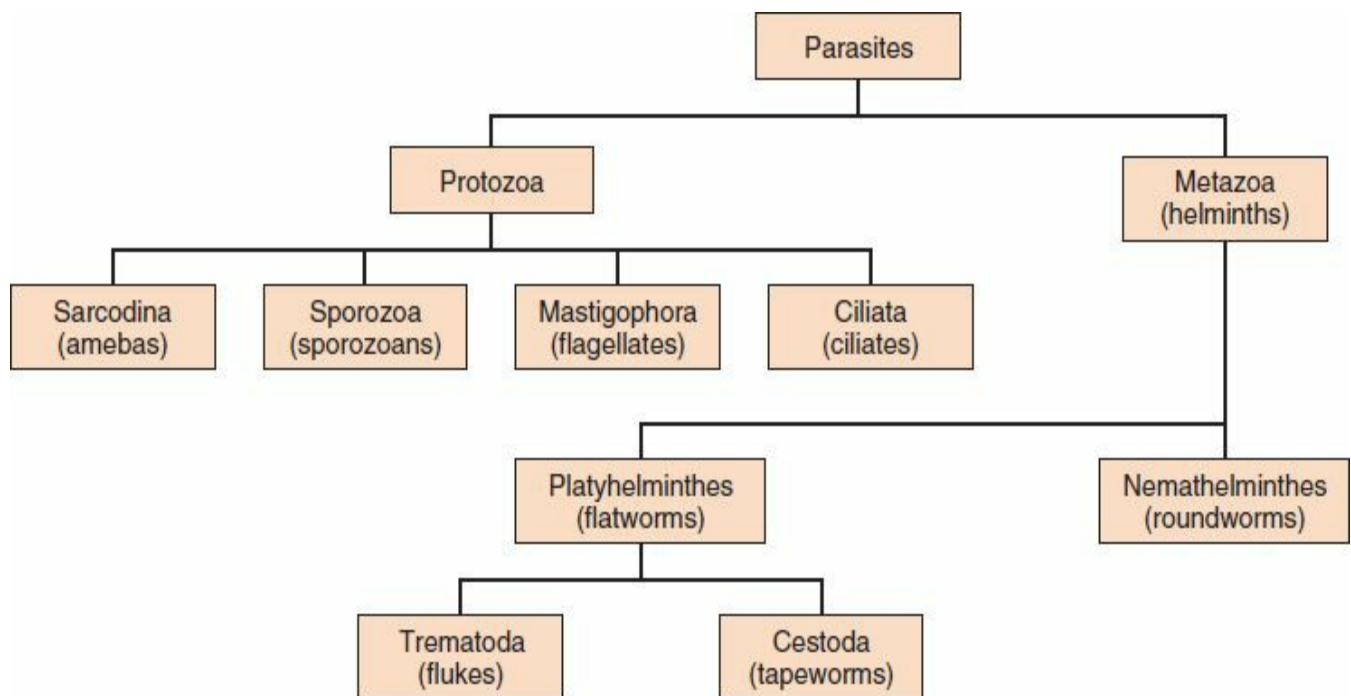 Parasites
Protozoa
Metazoa
(helminths)
Sarcodina
(amebas)
Sporozoa
(sporozoans)
Mastigophora
(flagellates)
Ciliata
(ciliates)
Platyhelminthes
(flatworms)
Nemathelminthes
(roundworms)
Trematoda
(flukes)
Cestoda
(tapeworms)